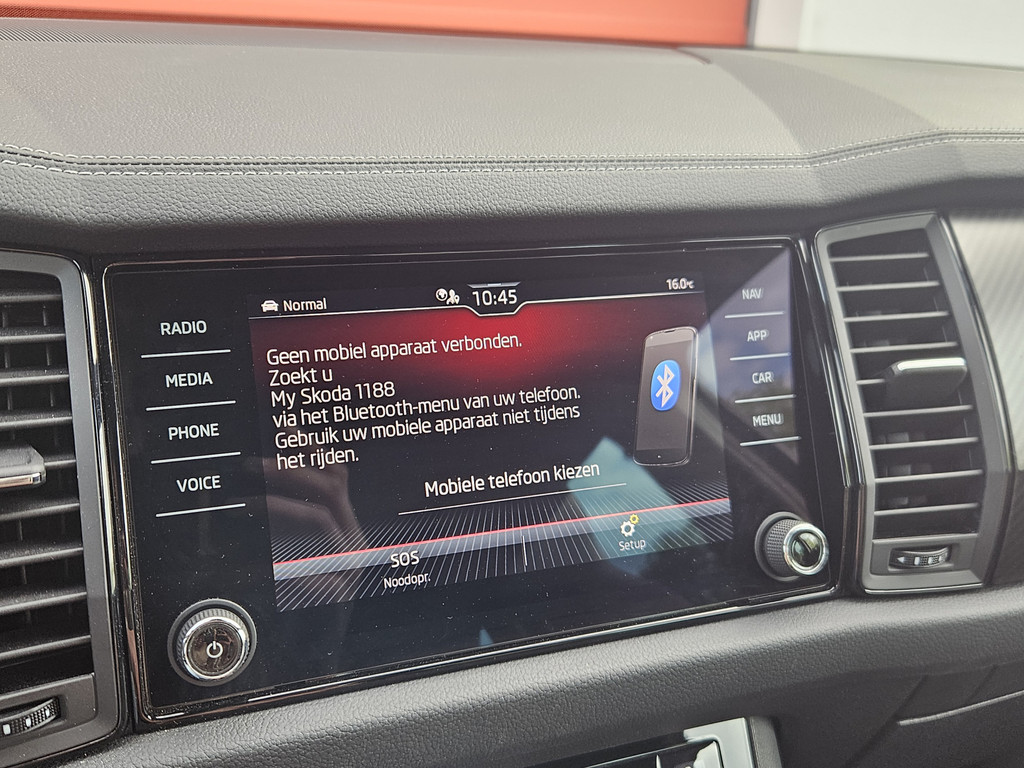 Normal
10:45
16.0°C
RADIO
MEDIA
PHONE
VOICE
Geen mobiel apparaat verbonden.
Zoekt u
My Skoda 1188
via het Bluetooth-menu van uw telefoon.
Gebruik uw mobiele apparaat niet tijdens
het rijden.
Mobiele telefoon kiezen
SOS
Noodopr.
Setup
NAV
APP
CAR
MENU